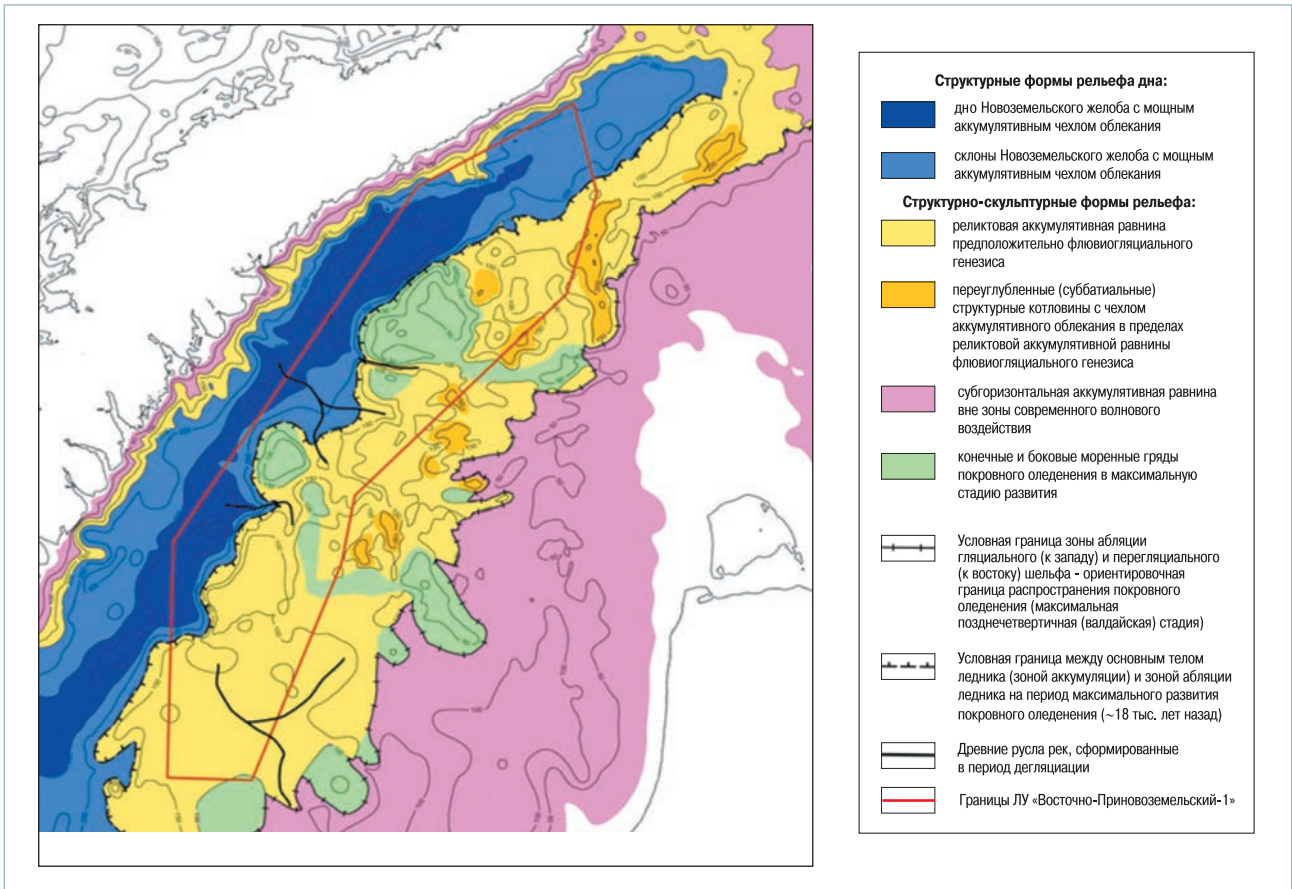 Структурные формы рельефа дна:
дно Новоземельского желоба с мощным
аккумулятивным чехлом облекания
склоны Новоземельского желоба с мощным
аккумулятивным чехлом облекания
Структурно-скульптурные формы рельефа:
реликтовая аккумулятивная равнина
предположительно флювиогляциального
генезиса
переуглубленные (суббатиальные)
структурные котловины с чехлом
аккумулятивного облекания в пределах
реликтовой аккумулятивной равнины
флювиогляциального генезиса
субгоризонтальная аккумулятивная равнина
вне зоны современного волнового
воздействия
конечные и боковые моренные гряды
покровного оледенения в максимальную
стадию развития
Условная граница зоны абляции
гляциального (к западу) и перегляциального
(к востоку) шельфа - ориентировочная
граница распространения покровного
оледенения (максимальная
позднечетвертичная (валдайская) стадия)
Условная граница между основным телом
ледника (зоной аккумуляции) и зоной абляции
ледника на период максимального развития
покровного оледенения (~18 тыс. лет назад)
Древние русла рек, сформированные
в период дегляциации
Границы ЛУ «Восточно-Приновоземельский-1»